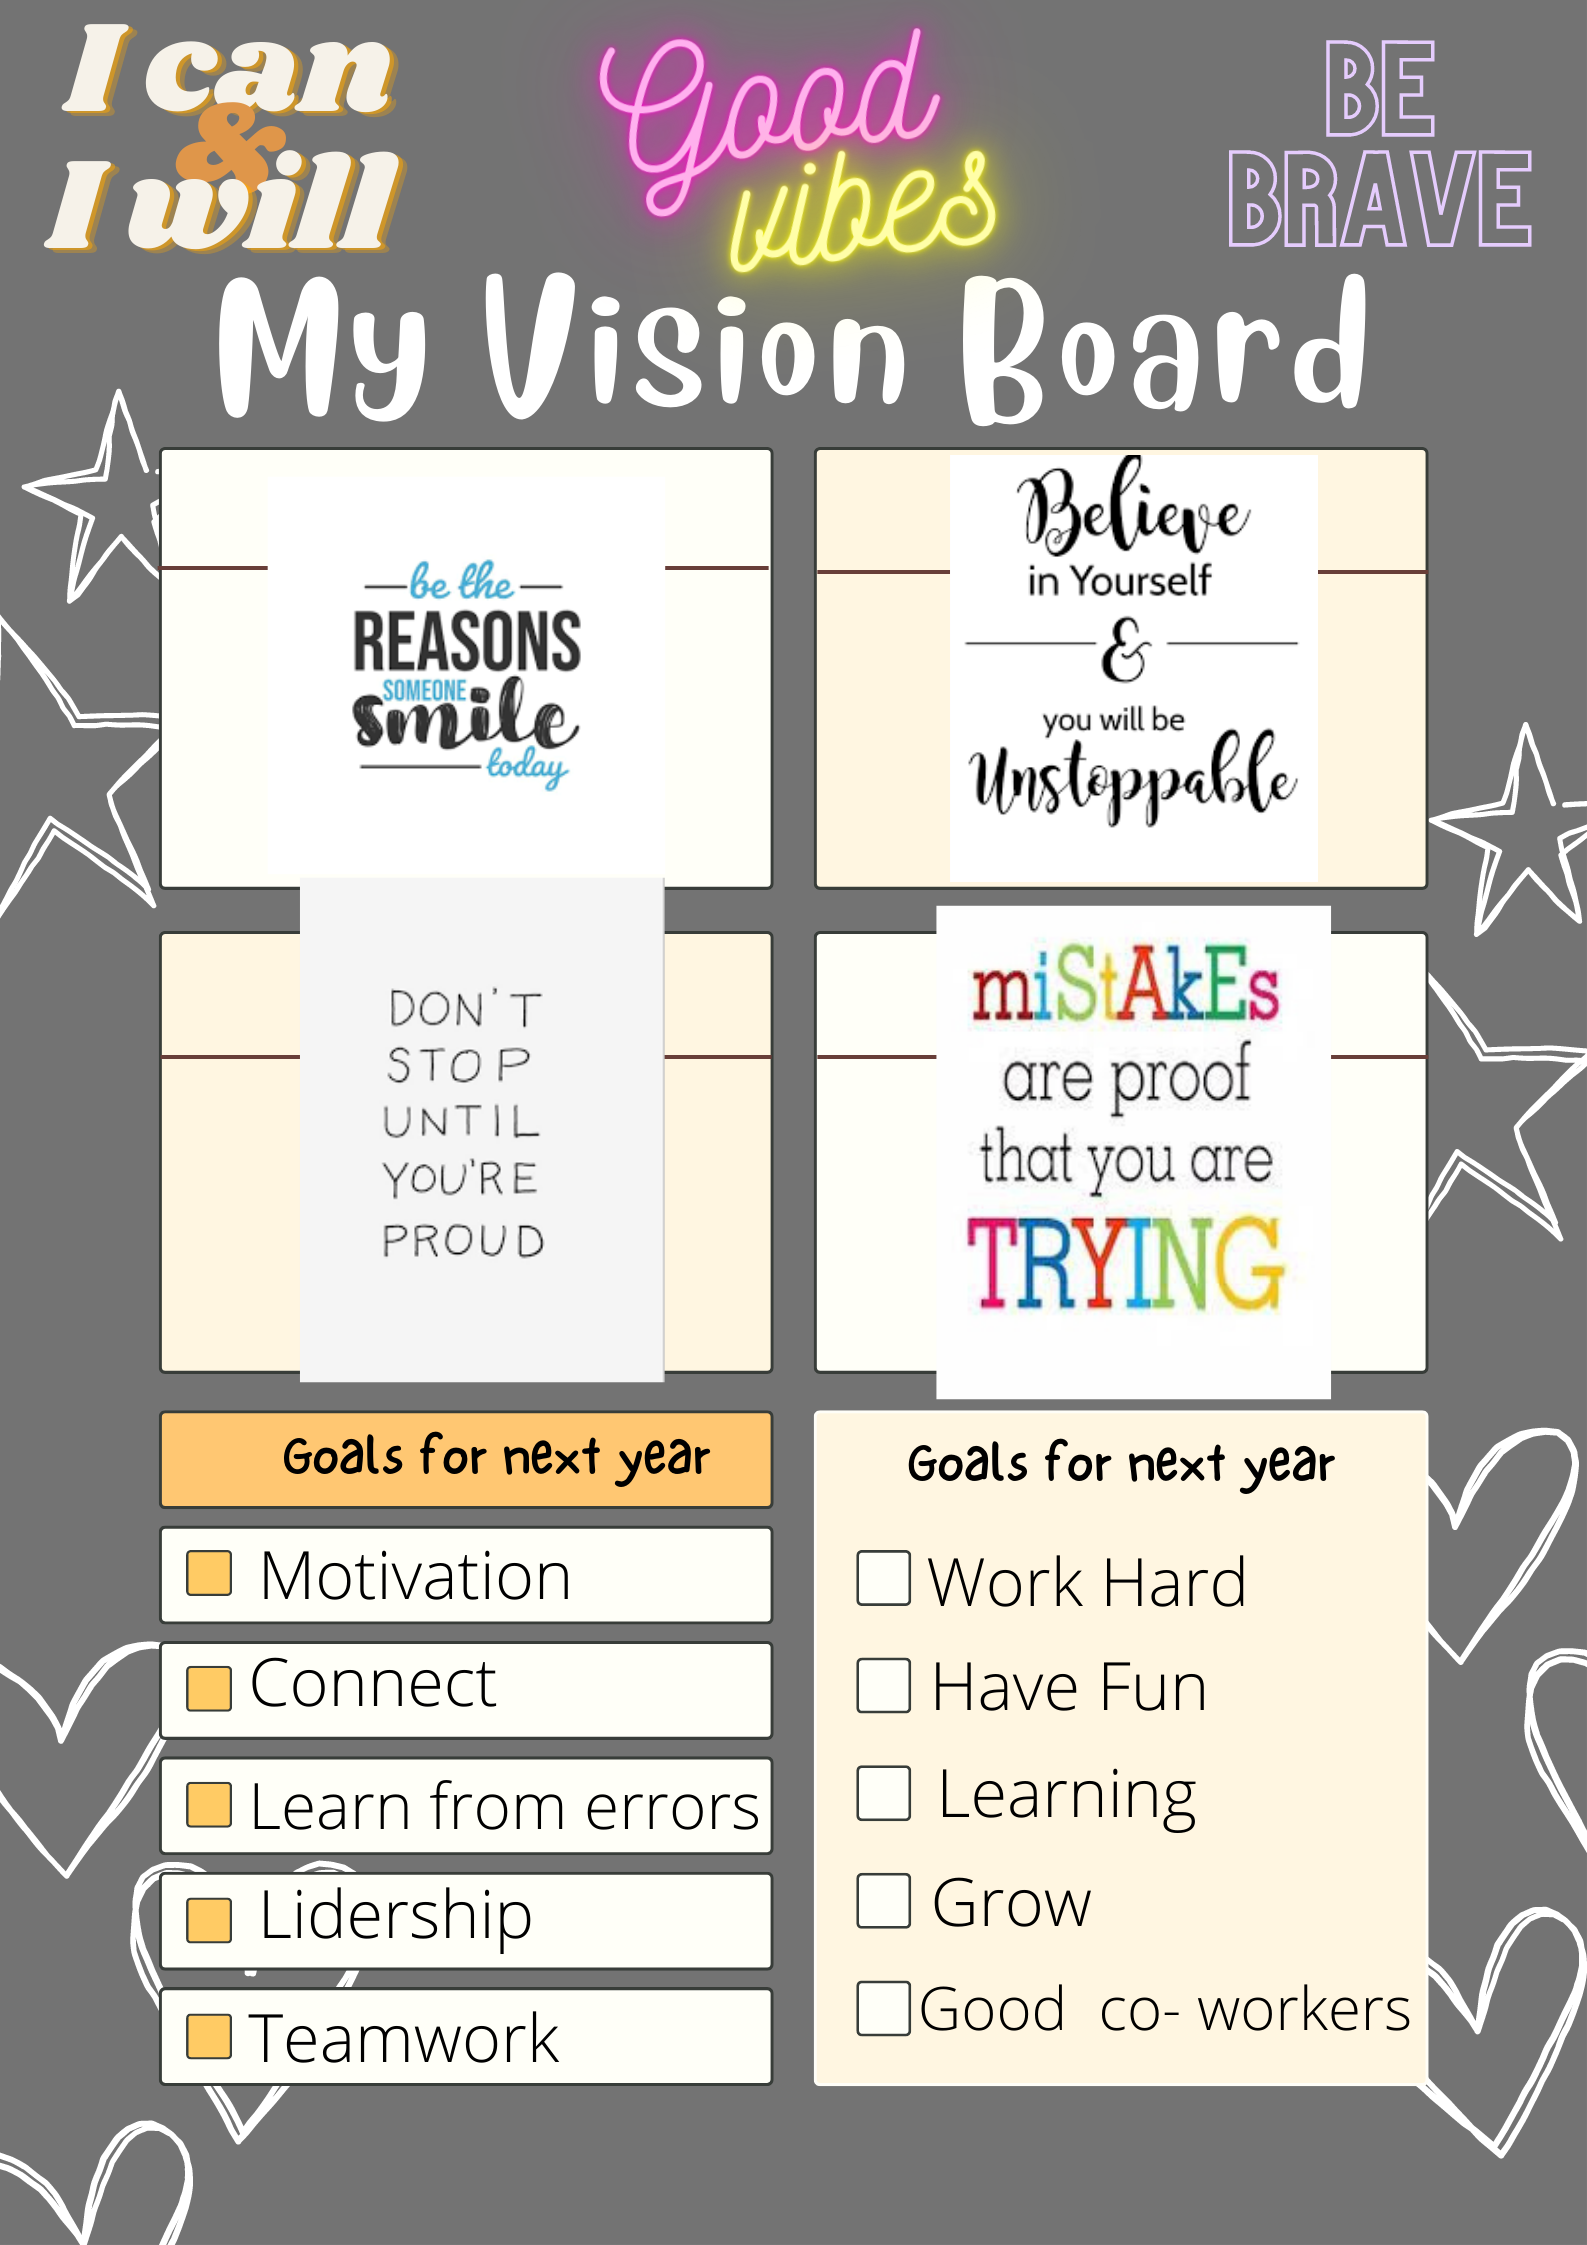 I can
&
I will
Good
vibes
BE
BRAVE
My Vision Board
be the
REASONS
SOMEONE
smile
today
Believe
in Yourself
&
you will be
Unstoppable
DON'T
STOP
UNTIL
YOU'RE
PROUD
miStAkEs
are proof
that you are
TRYING
Goals for next year
Motivation
Connect
Learn from errors
Lidership
Teamwork
Goals for next year
Work Hard
Have Fun
Learning
Grow
Good co- workers